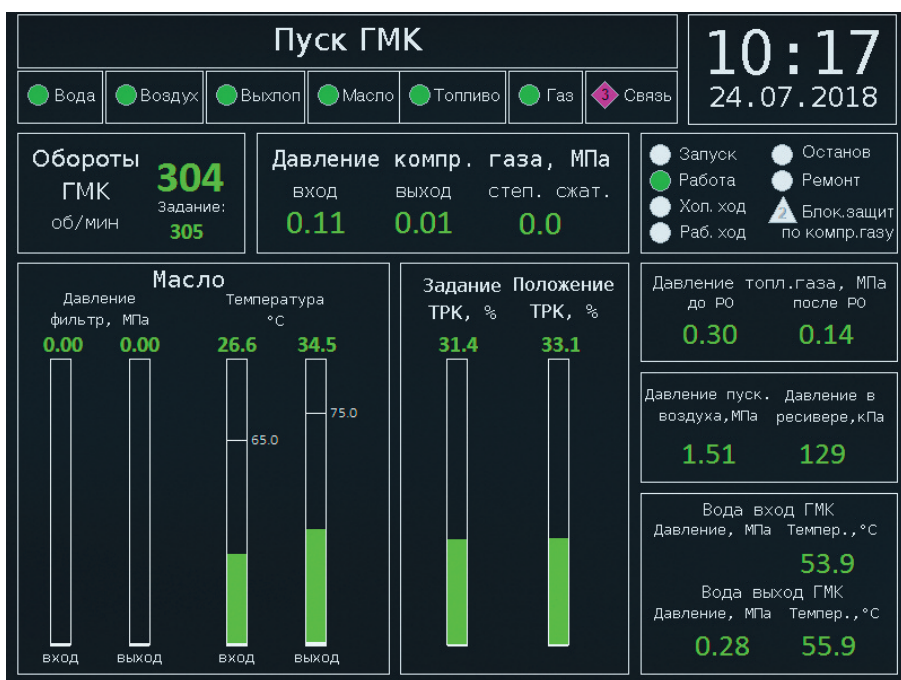 Пуск ГМК
10:17
24.07.2018
Вода Воздух Выхлоп Масло Топливо Газ 3 Связь
Обороты
ГМК
об/мин
304
Задание:
305
Давление компр. газа, МПа
вход выход степ. сжат.
0.11 0.01 0.0
Запуск Останов
Работа Ремонт
Хол. ход 2 Блок.защит
Раб. ход по компр.газу
Масло
Давление
фильтр, МПа
Температура
°C
0.00 0.00 26.6 34.5
75.0
65.0
вход выход вход выход
Задание Положение
ТРК, % ТРК, %
31.4 33.1
Давление топл.газа, МПа
до РО после РО
0.30 0.14
Давление пуск. Давление в
воздуха,МПа ресивере,кПа
1.51 129
Вода вход ГМК
Давление, МПа Темпер.,°C
53.9
Вода выход ГМК
Давление, МПа Темпер.,°C
0.28 55.9